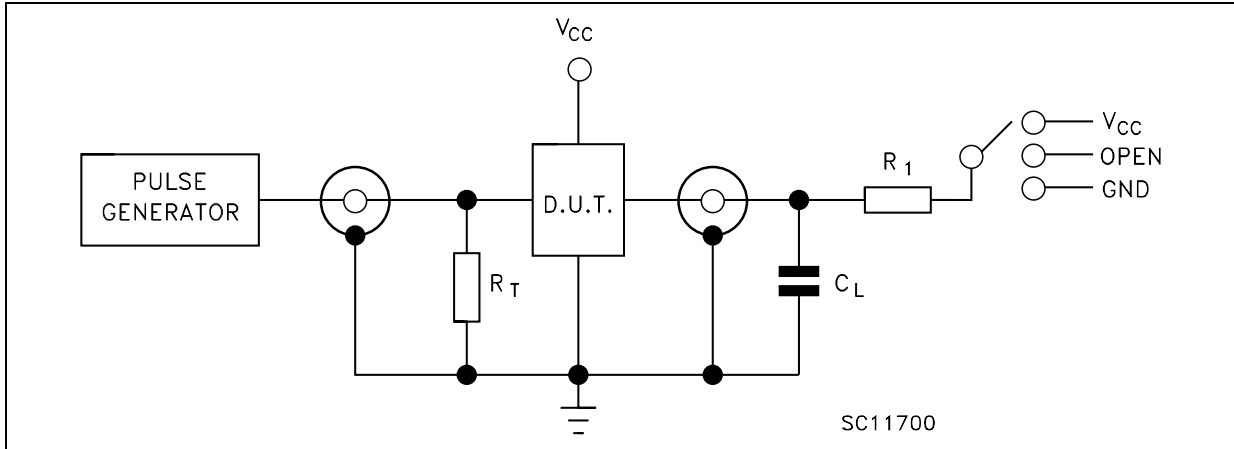 VCC
PULSE
GENERATOR
D.U.T.
RT
CL
R1
VCC
OPEN
GND
SC11700